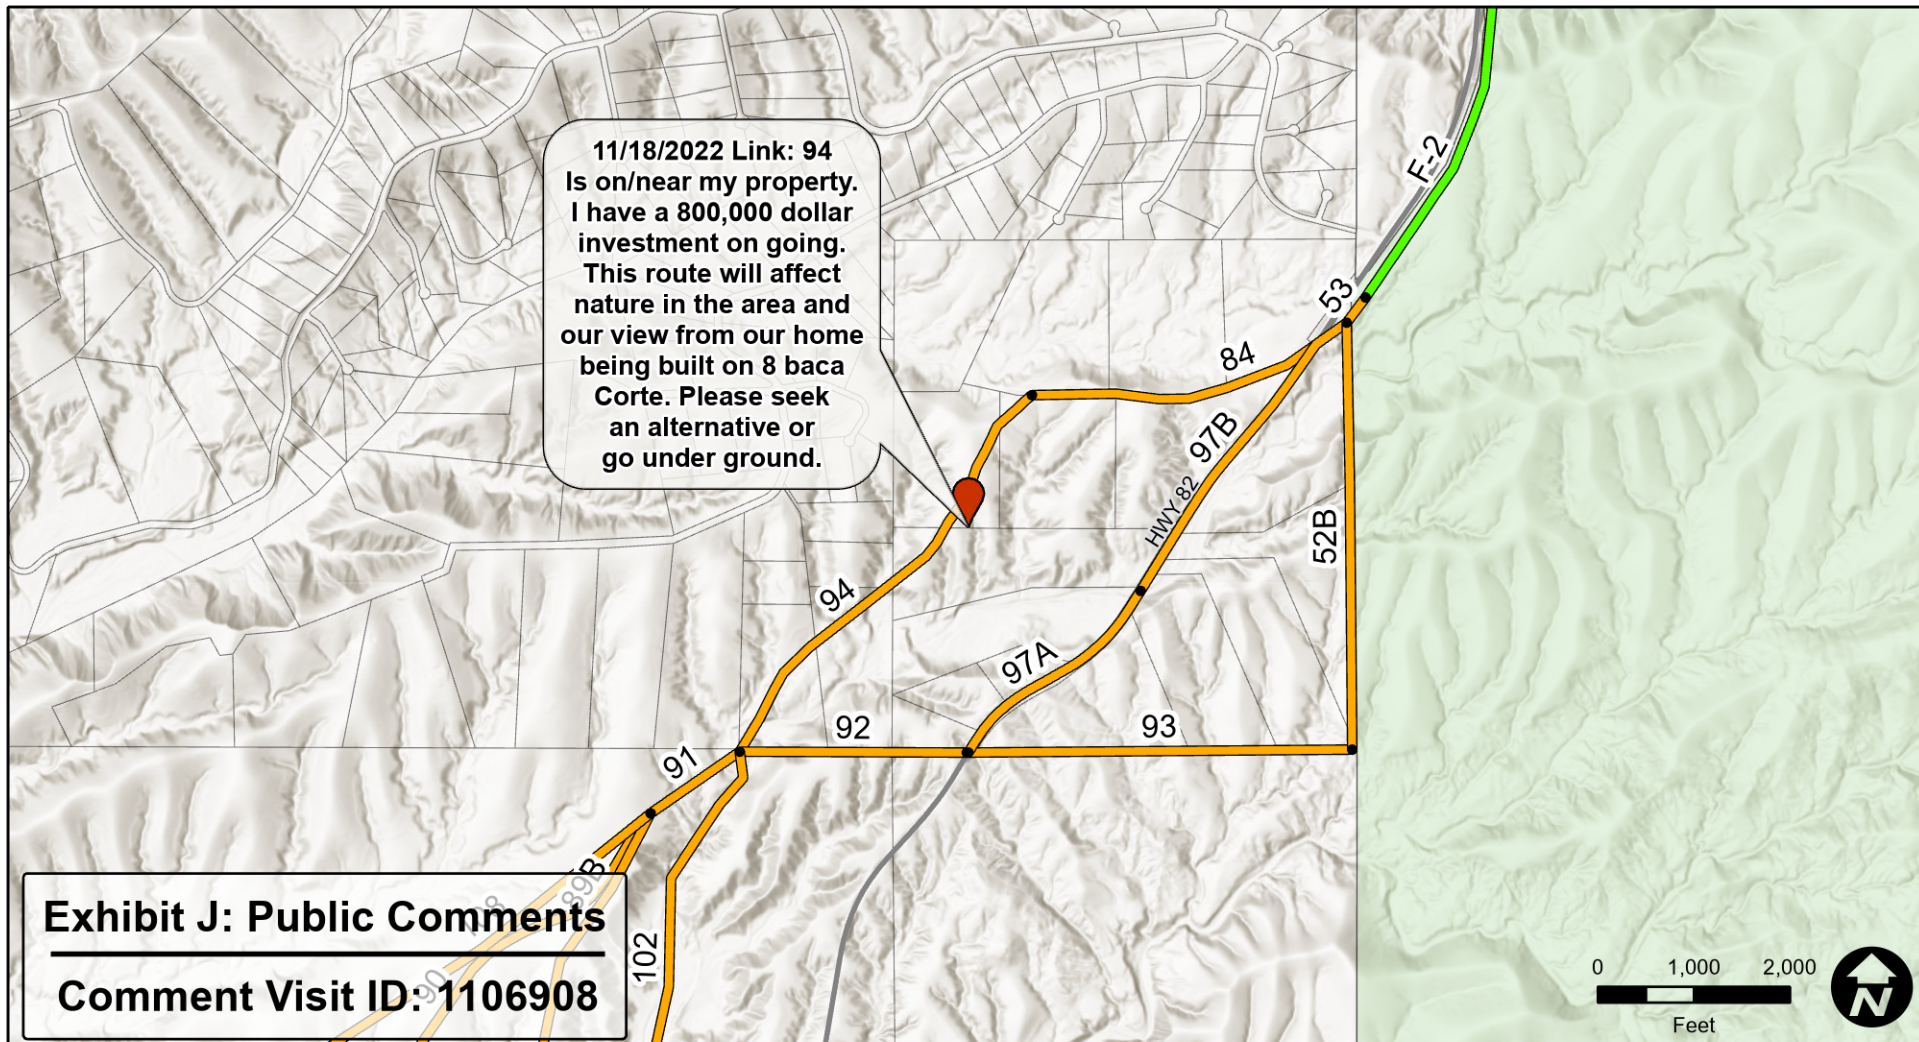 11/18/2022 Link: 94
Is on/near my property.
I have a 800,000 dollar
investment on going.
This route will affect
nature in the area and
our view from our home
being built on 8 baca
Corte. Please seek
an alternative or
go under ground.
F-2
53
84
97B
HWY 82
52B
94
97A
92
93
91
89B
108
90
102
Exhibit J: Public Comments
Comment Visit ID: 1106908
0 1,000 2,000
Feet
N